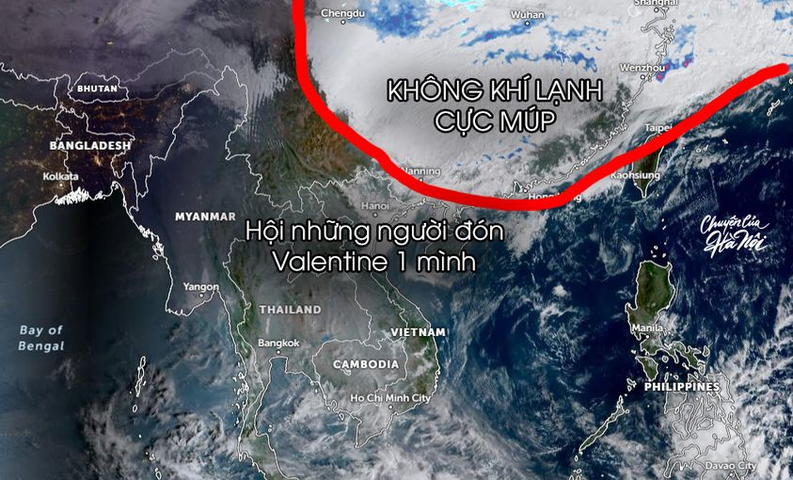 Chengdu
Wuhan
Shanghai
Wenzhou
KHÔNG KHÍ LẠNH
CỰC MÚP
BHUTAN
BANGLADESH
Kolkata
Taipei
Nanning
Kaohsiung
Hanoi
MYANMAR
Hội những người đón
Valentine 1 mình
Chuyện Của
Hà Nội
Yangon
THAILAND
Bay of
Bengal
Bangkok
VIETNAM
Manila
CAMBODIA
PHILIPPINES
Ho Chi Minh City
Davao City